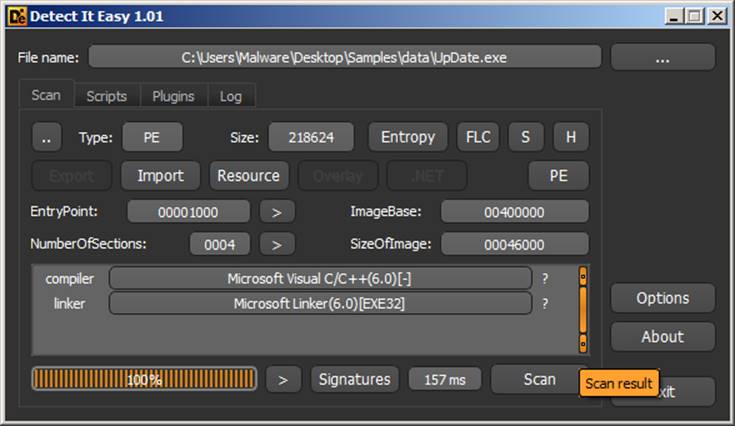 Detect It Easy 1.01
File name: C:\Users\Malware\Desktop\Samples\data\UpDate.exe ...
Scan Scripts Plugins Log
.. Type: PE Size: 218624 Entropy FLC S H
Export Import Resource Overlay .NET PE
EntryPoint: 00001000 > ImageBase: 00400000
NumberOfSections: 0004 > SizeOfImage: 00046000
compiler Microsoft Visual C/C++(6.0)[-] ?
linker Microsoft Linker(6.0)[EXE32] ?
Options
About
100% > Signatures 157 ms Scan Scan result xit